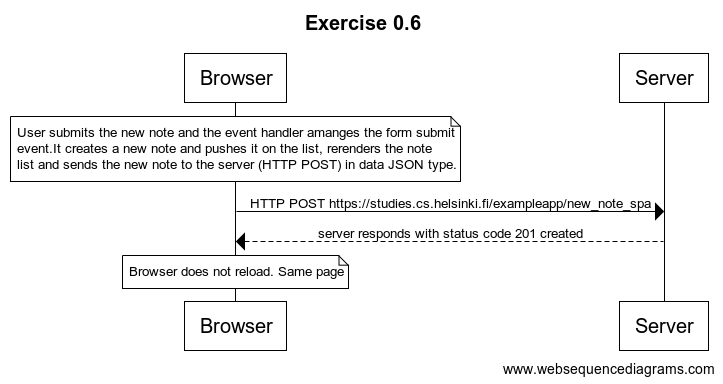 Exercise 0.6
Browser
Server
User submits the new note and the event handler amanges the form submit
event.It creates a new note and pushes it on the list, rerenders the note
list and sends the new note to the server (HTTP POST) in data JSON type.
HTTP POST https://studies.cs.helsinki.fi/exampleapp/new_note_spa
server responds with status code 201 created
Browser does not reload. Same page
Browser
Server
www.websequencediagrams.com